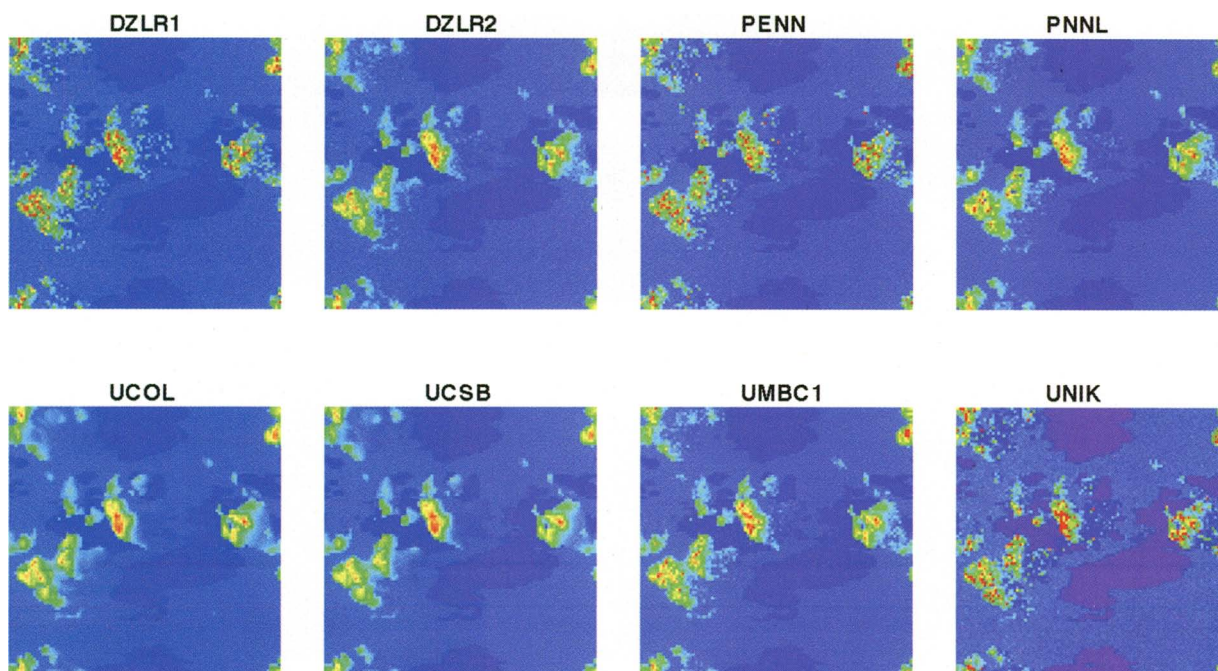 DZLR1
DZLR2
PENN
PNNL
UCOL
UCSB
UMBC1
UNIK